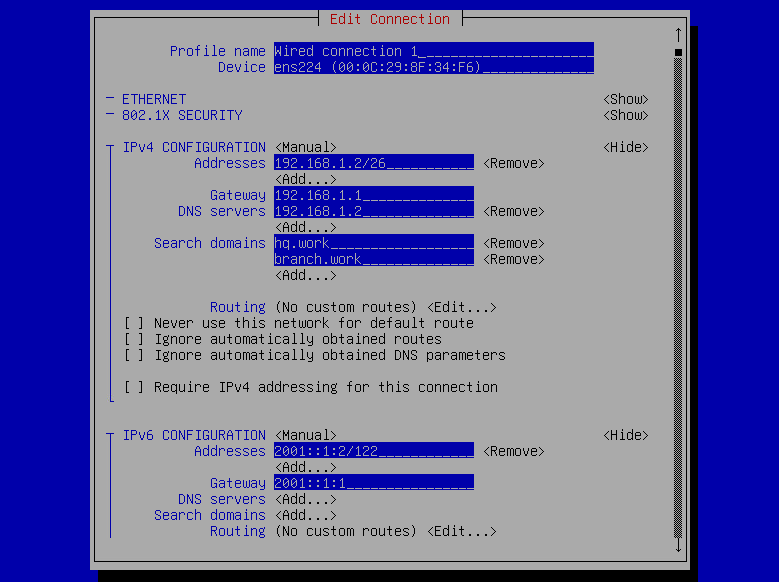 Edit Connection
Profile name Wired connection 1
Device ens224 (00:0C:29:8F:34:F6)
ETHERNET <Show>
802.1X SECURITY <Show>
IPv4 CONFIGURATION <Manual> <Hide>
Addresses 192.168.1.2/26 <Remove>
<Add...>
Gateway 192.168.1.1
DNS servers 192.168.1.2 <Remove>
<Add...>
Search domains hq.work <Remove>
branch.work <Remove>
<Add...>
Routing (No custom routes) <Edit...>
[ ] Never use this network for default route
[ ] Ignore automatically obtained routes
[ ] Ignore automatically obtained DNS parameters
[ ] Require IPv4 addressing for this connection
IPv6 CONFIGURATION <Manual> <Hide>
Addresses 2001::1:2/122 <Remove>
<Add...>
Gateway 2001::1:1
DNS servers <Add...>
Search domains <Add...>
Routing (No custom routes) <Edit...>